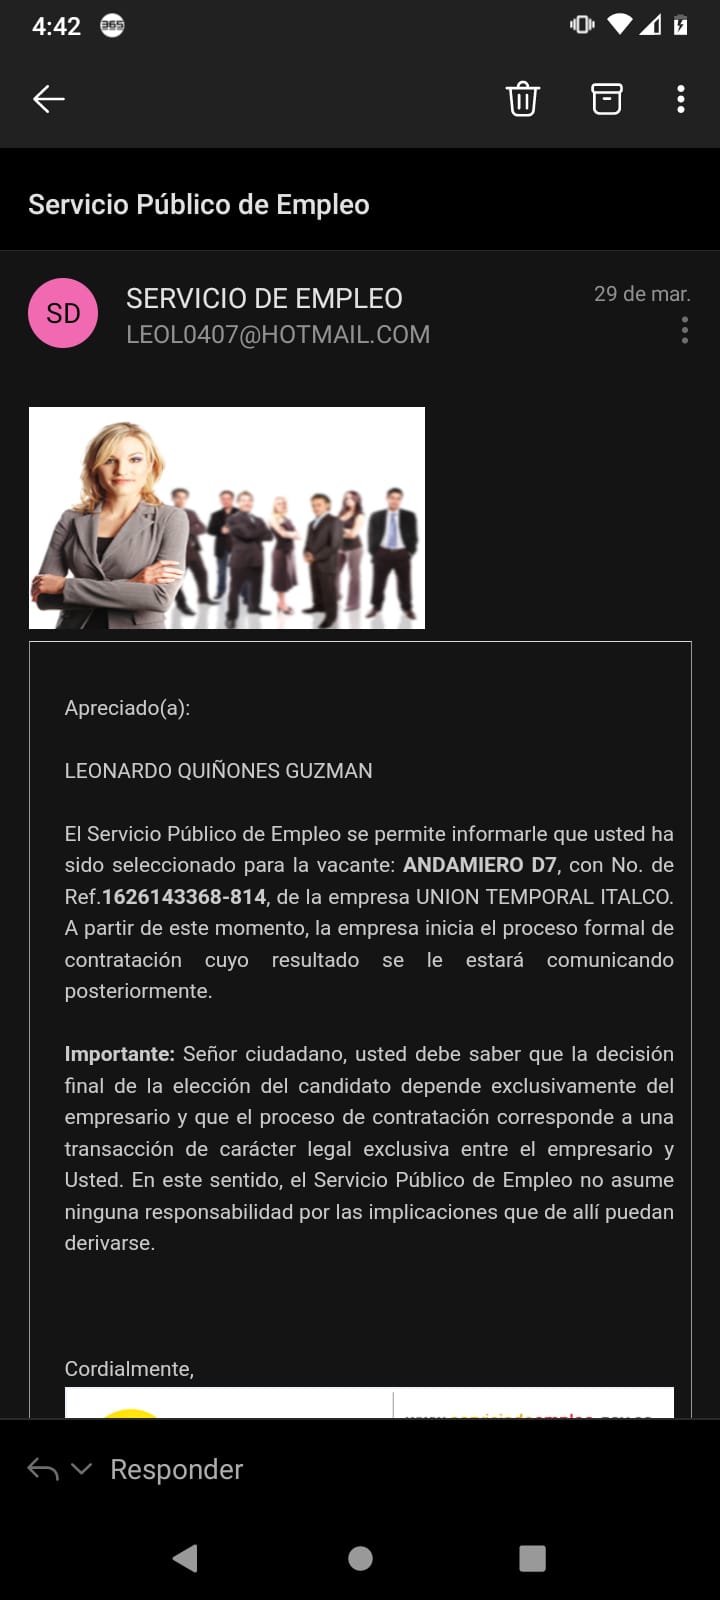 4:42
365
Servicio Público de Empleo
SD
SERVICIO DE EMPLEO
29 de mar.
LEOL0407@HOTMAIL.COM
Apreciado(a):
LEONARDO QUIÑONES GUZMAN
El Servicio Público de Empleo se permite informarle que usted ha
sido seleccionado para la vacante: ANDAMIERO D7, con No. de
Ref.1626143368-814, de la empresa UNION TEMPORAL ITALCO.
A partir de este momento, la empresa inicia el proceso formal de
contratación cuyo resultado se le estará comunicando
posteriormente.
Importante: Señor ciudadano, usted debe saber que la decisión
final de la elección del candidato depende exclusivamente del
empresario y que el proceso de contratación corresponde a una
transacción de carácter legal exclusiva entre el empresario y
Usted. En este sentido, el Servicio Público de Empleo no asume
ninguna responsabilidad por las implicaciones que de allí puedan
derivarse.
Cordialmente,
Responder